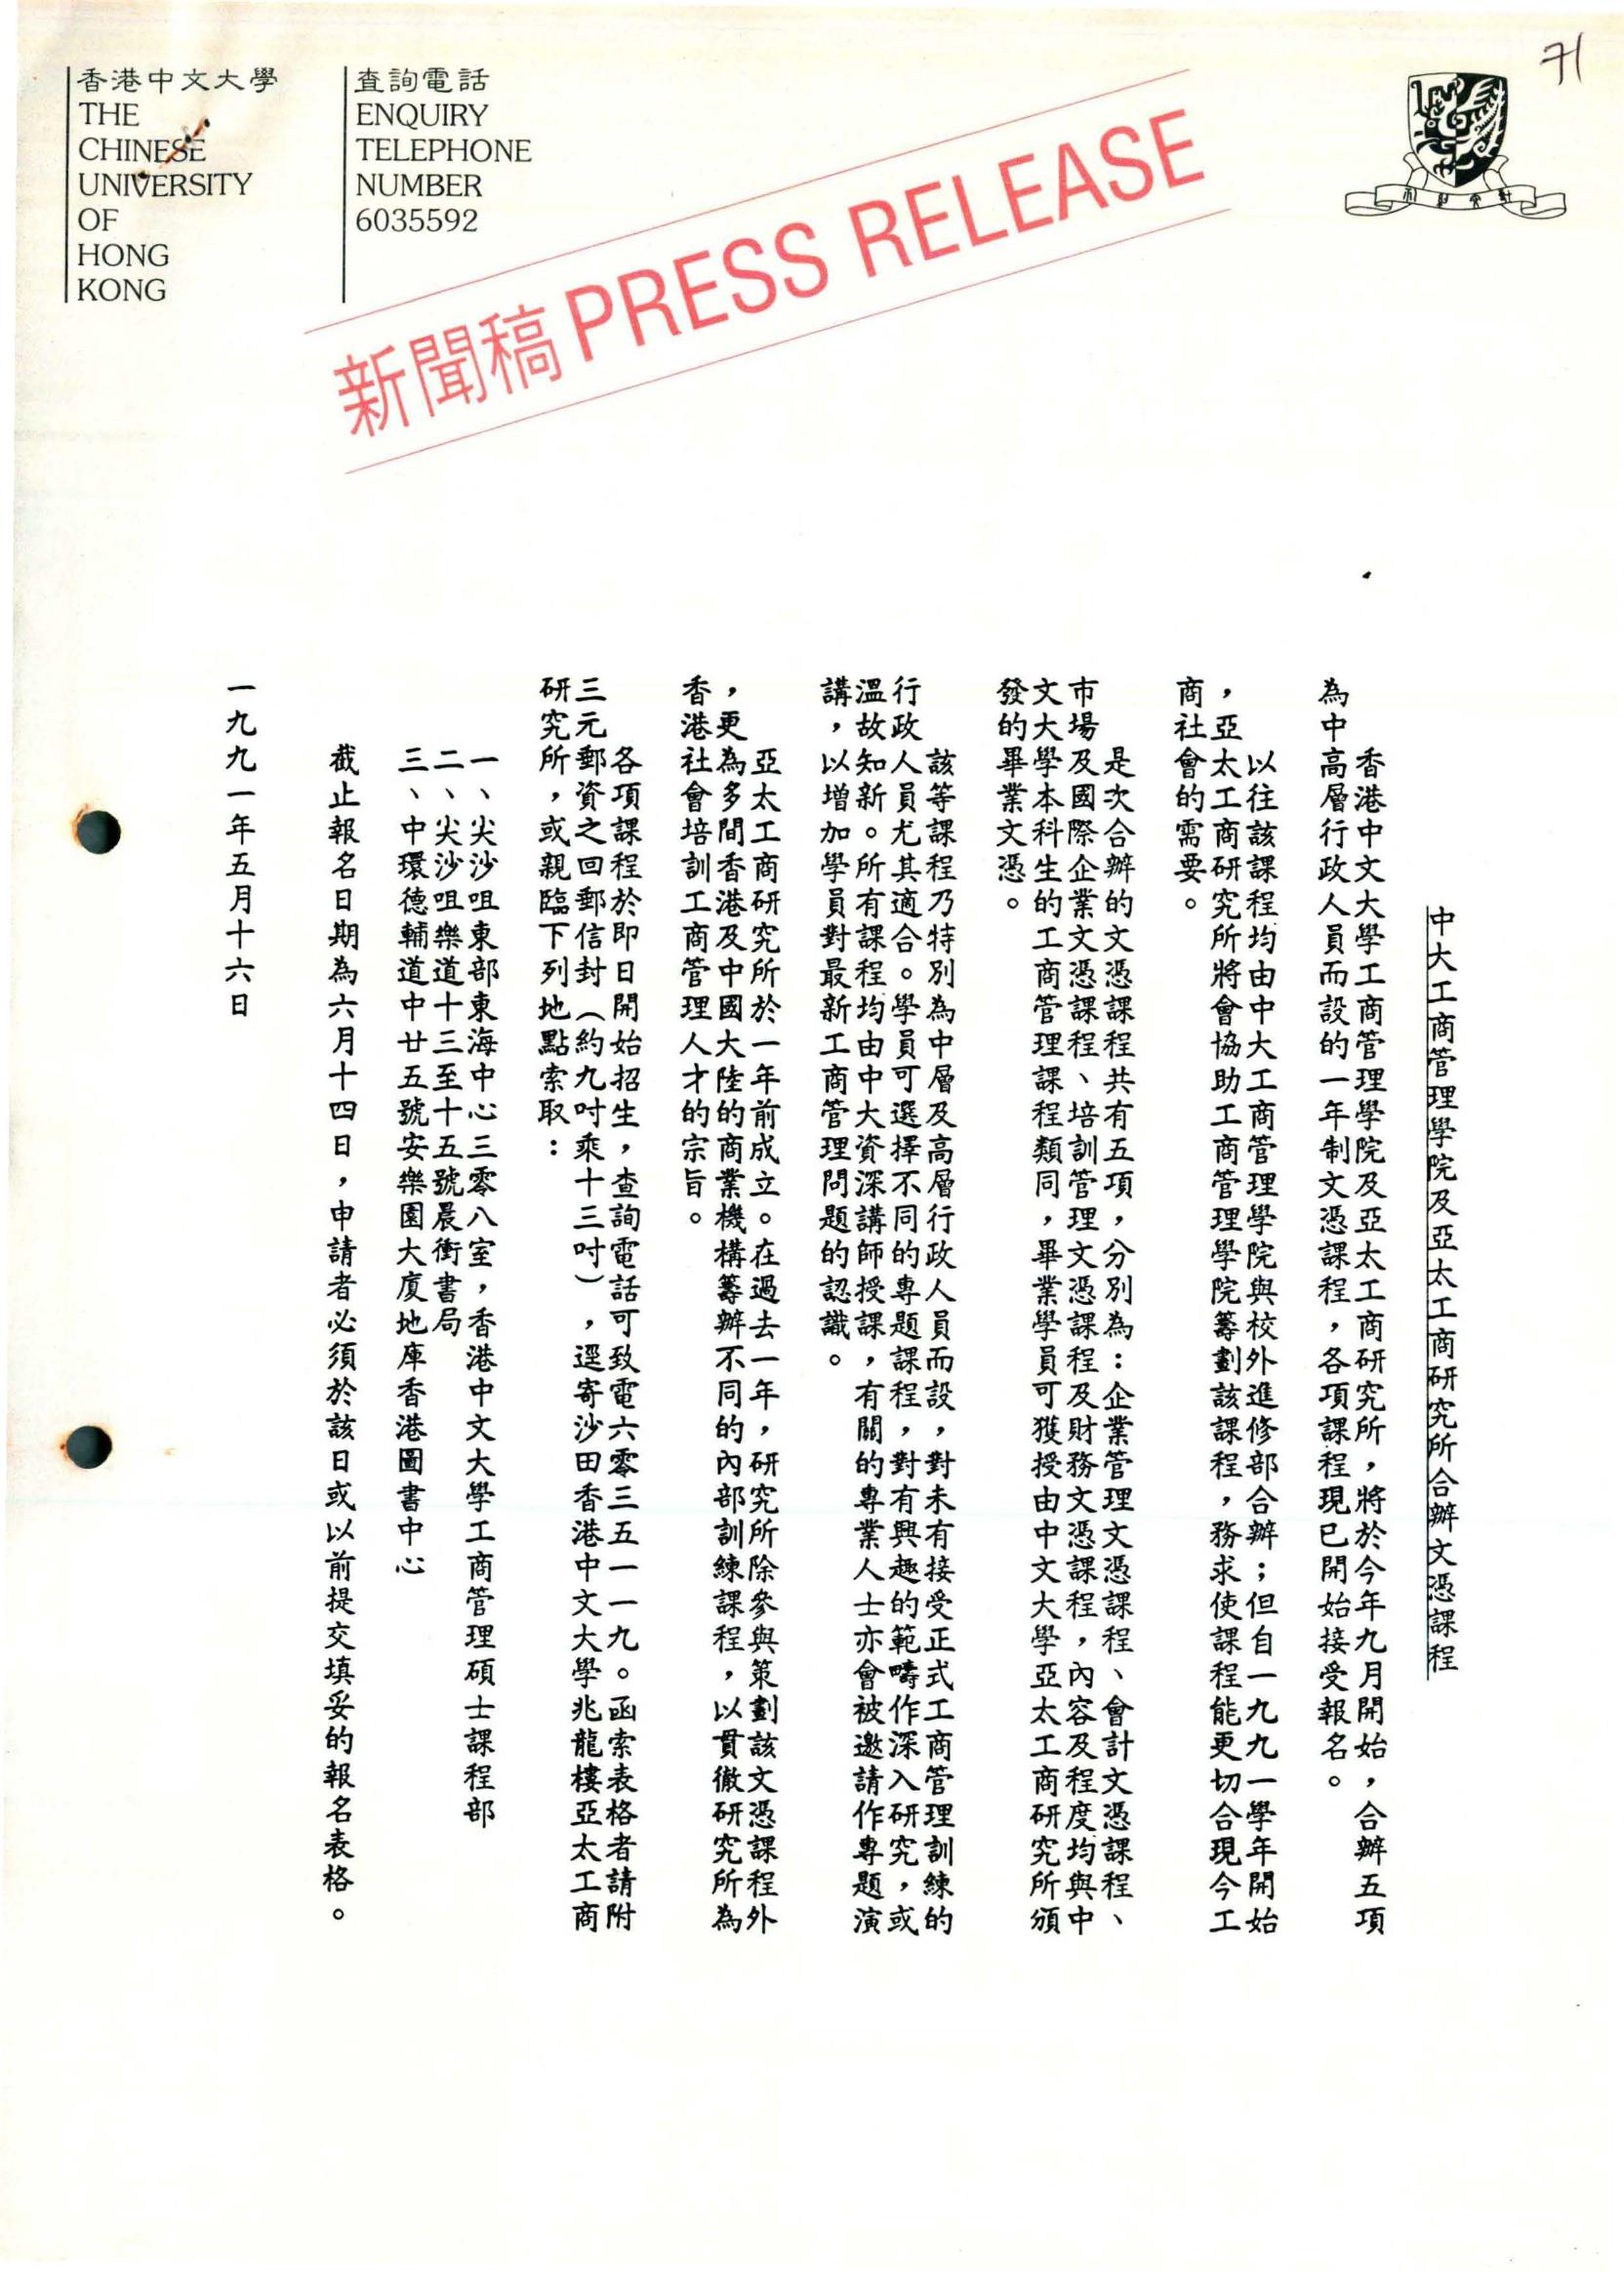 71
香港中文大學
THE
CHINESE
UNIVERSITY
OF
HONG
KONG
查詢電話
ENQUIRY
TELEPHONE
NUMBER
6035592
新聞稿 PRESS RELEASE
中大工商管理學院及亞太工商研究所合辦文憑課程
香港中文大學工商管理學院及亞太工商研究所，將於今年九月開始，合辦五項
為中高層行政人員而設的一年制文憑課程，各項課程現已開始接受報名。
以往該課程均由中大工商管理學院與校外進修部合辦；但自一九九一學年開始
，亞太工商研究所將會協助工商管理學院籌劃該課程，務求使課程能更切合現今工
商社會的需要。
是次合辦的文憑課程共有五項，分別為：企業管理文憑課程、會計文憑課程、
市場及國際企業文憑課程、培訓管理文憑課程及財務文憑課程，內容及程度均與中
文大學本科生的工商管理課程類同，畢業學員可獲授由中文大學亞太工商研究所頒
發的畢業文憑。
該等課程乃特別為中層及高層行政人員而設，對未有接受正式工商管理訓練的
行政人員尤其適合。學員可選擇不同的專題課程，對有興趣的範疇作深入研究，或
溫故知新。所有課程均由中大資深講師授課，有關的專業人士亦會被邀請作專題演
講，以增加學員對最新工商管理問題的認識。
亞太工商研究所於一年前成立。在過去一年，研究所除參與策劃該文憑課程外
，更為多間香港及中國大陸的商業機構籌辦不同的內部訓練課程，以貫徹研究所為
香港社會培訓工商管理人才的宗旨。
各項課程於即日開始招生，查詢電話可致電六零三五一一九。函索表格者請附
三元郵資之回郵信封（約九吋乘十三吋），逕寄沙田香港中文大學兆龍樓亞太工商
研究所，或親臨下列地點索取：
一、尖沙咀東部東海中心三零八室，香港中文大學工商管理碩士課程部
二、尖沙咀樂道十三至十五號晨衝書局
三、中環德輔道中廿五號安樂園大廈地庫香港圖書中心
截止報名日期為六月十四日，申請者必須於該日或以前提交填妥的報名表格。
一九九一年五月十六日